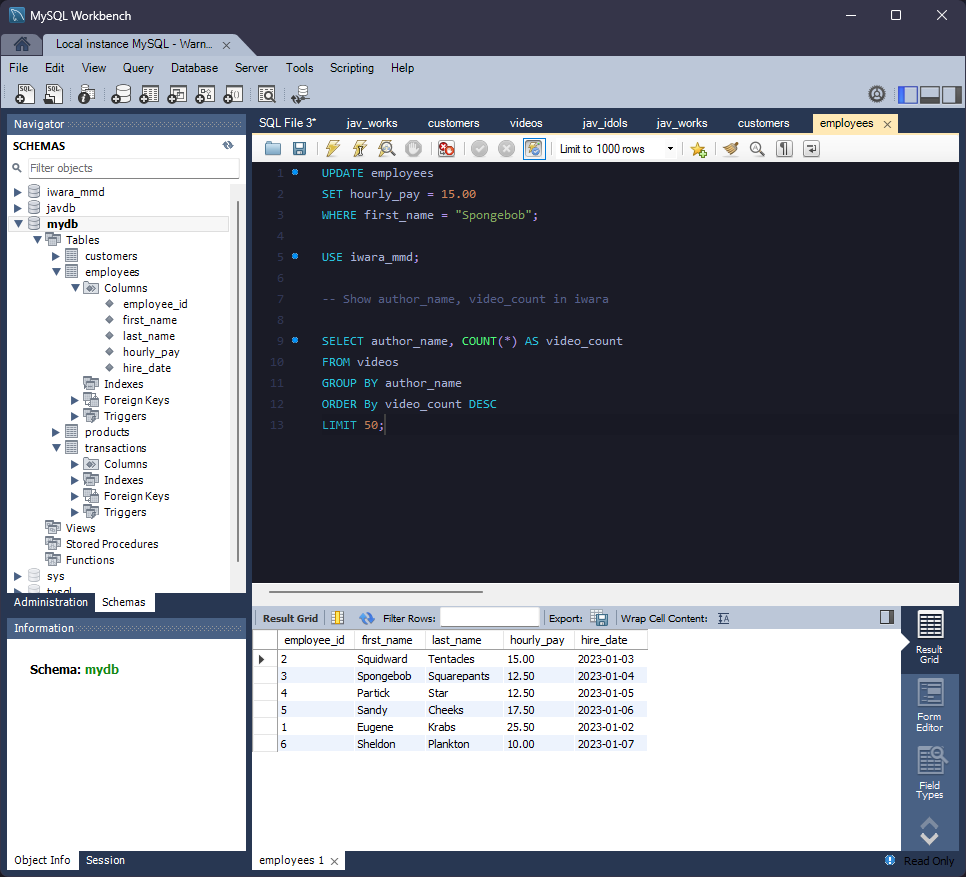 MySQL Workbench
Local instance MySQL - Warn...
File Edit View Query Database Server Tools Scripting Help
Navigator
SCHEMAS
Filter objects
iwara_mmd
javdb
mydb
Tables
customers
employees
Columns
employee_id
first_name
last_name
hourly_pay
hire_date
Indexes
Foreign Keys
Triggers
products
transactions
Columns
Indexes
Foreign Keys
Triggers
Views
Stored Procedures
Functions
sys
tysql
Administration Schemas
Information
Schema: mydb
Object Info Session
SQL File 3* jav_works customers videos jav_idols jav_works customers employees
Limit to 1000 rows
1 UPDATE employees
2 SET hourly_pay = 15.00
3 WHERE first_name = "Spongebob";
4
5 USE iwara_mmd;
6
7 -- Show author_name, video_count in iwara
8
9 SELECT author_name, COUNT(*) AS video_count
10 FROM videos
11 GROUP BY author_name
12 ORDER By video_count DESC
13 LIMIT 50;
Result Grid Filter Rows: Export: Wrap Cell Content:
employee_id first_name last_name hourly_pay hire_date
2 Squidward Tentacles 15.00 2023-01-03
3 Spongebob Squarepants 12.50 2023-01-04
4 Partick Star 12.50 2023-01-05
5 Sandy Cheeks 17.50 2023-01-06
1 Eugene Krabs 25.50 2023-01-02
6 Sheldon Plankton 10.00 2023-01-07
Result
Grid
Form
Editor
Field
Types
employees 1
Read Only